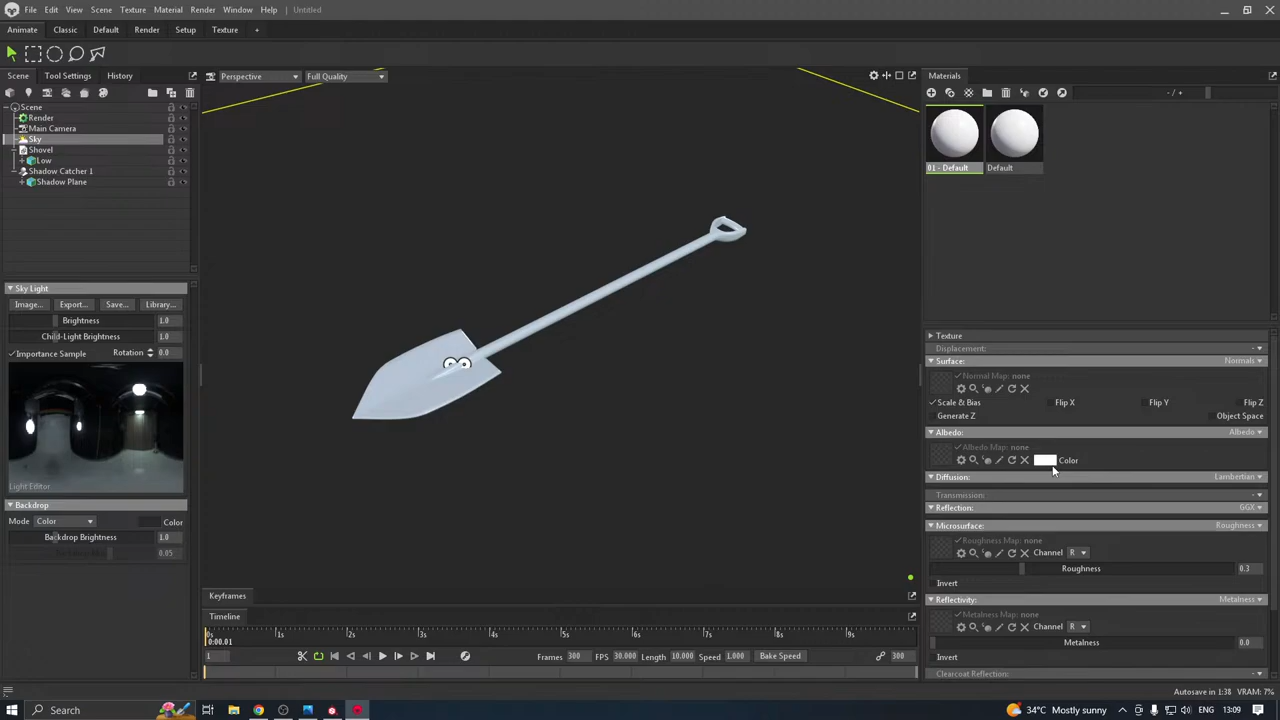 File Edit View Scene Texture Material Render Window Help Untitled
Animate Classic Default Render Setup Texture +
Scene Tool Settings History
Perspective Full Quality
Materials
- / +
Scene
Render
Main Camera
Sky
Shovel
Low
Shadow Catcher 1
Shadow Plane
01 - Default
Default
Sky Light
Image... Export... Save... Library...
Brightness 1.0
Child-Light Brightness 1.0
Importance Sample Rotation 0.0
Light Editor
Backdrop
Mode Color Color
Backdrop Brightness 1.0
0.05
Texture
Displacement:
Surface: Normals
Normal Map: none
Scale & Bias Flip X Flip Y Flip Z
Generate Z Object Space
Albedo: Albedo
Albedo Map: none
Color
Diffusion: Lambertian
Transmission:
Reflection: GGX
Microsurface: Roughness
Roughness Map: none
Channel R
Roughness 0.3
Invert
Reflectivity: Metalness
Metalness Map: none
Channel R
Metalness 0.0
Invert
Clearcoat Reflection:
Keyframes
Timeline
0s 1s 2s 3s 4s 5s 6s 7s 8s 9s
0:00.01
1 Frames 300 FPS 30.000 Length 10.000 Speed 1.000 Bake Speed 300
Autosave in 1:38 VRAM: 7%
Search 34°C Mostly sunny ENG 13:09